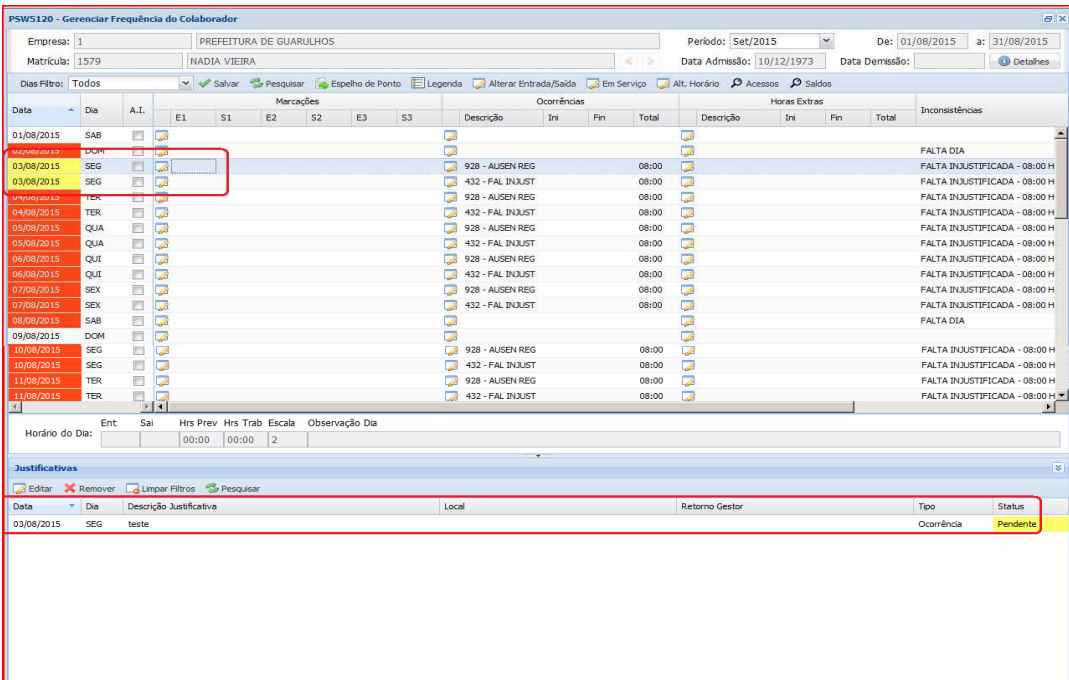 PSW5120 - Gerenciar Frequência do Colaborador
Empresa: 1 PREFEITURA DE GUARULHOS Período: Set/2015 De: 01/08/2015 a: 31/08/2015
Matrícula: 1579 NADIA VIEIRA Data Admissão: 10/12/1973 Data Demissão: Detalhes
Dias Filtro: Todos Salvar Pesquisar Espelho de Ponto Legenda Alterar Entrada/Saída Em Serviço Alt. Horário Acessos Saldos
Marcações Ocorrências Horas Extras
Data Dia A.I. E1 S1 E2 S2 E3 S3 Descrição Ini Fin Total Descrição Ini Fin Total Inconsistências
01/08/2015 SAB
02/08/2015 DOM FALTA DIA
03/08/2015 SEG 928 - AUSEN REG 08:00 FALTA INJUSTIFICADA - 08:00 H
03/08/2015 SEG 432 - FAL INJUST 08:00 FALTA INJUSTIFICADA - 08:00 H
04/08/2015 TER 928 - AUSEN REG 08:00 FALTA INJUSTIFICADA - 08:00 H
04/08/2015 TER 432 - FAL INJUST 08:00 FALTA INJUSTIFICADA - 08:00 H
05/08/2015 QUA 928 - AUSEN REG 08:00 FALTA INJUSTIFICADA - 08:00 H
05/08/2015 QUA 432 - FAL INJUST 08:00 FALTA INJUSTIFICADA - 08:00 H
06/08/2015 QUI 928 - AUSEN REG 08:00 FALTA INJUSTIFICADA - 08:00 H
06/08/2015 QUI 432 - FAL INJUST 08:00 FALTA INJUSTIFICADA - 08:00 H
07/08/2015 SEX 928 - AUSEN REG 08:00 FALTA INJUSTIFICADA - 08:00 H
07/08/2015 SEX 432 - FAL INJUST 08:00 FALTA INJUSTIFICADA - 08:00 H
08/08/2015 SAB FALTA DIA
09/08/2015 DOM
10/08/2015 SEG 928 - AUSEN REG 08:00 FALTA INJUSTIFICADA - 08:00 H
10/08/2015 SEG 432 - FAL INJUST 08:00 FALTA INJUSTIFICADA - 08:00 H
11/08/2015 TER 928 - AUSEN REG 08:00 FALTA INJUSTIFICADA - 08:00 H
11/08/2015 TER 432 - FAL INJUST 08:00 FALTA INJUSTIFICADA - 08:00 H
Ent Sai Hrs Prev Hrs Trab Escala Observação Dia
Horário do Dia: 00:00 00:00 2
Justificativas
Editar Remover Limpar Filtros Pesquisar
Data Dia Descrição Justificativa Local Retorno Gestor Tipo Status
03/08/2015 SEG teste Ocorrência Pendente